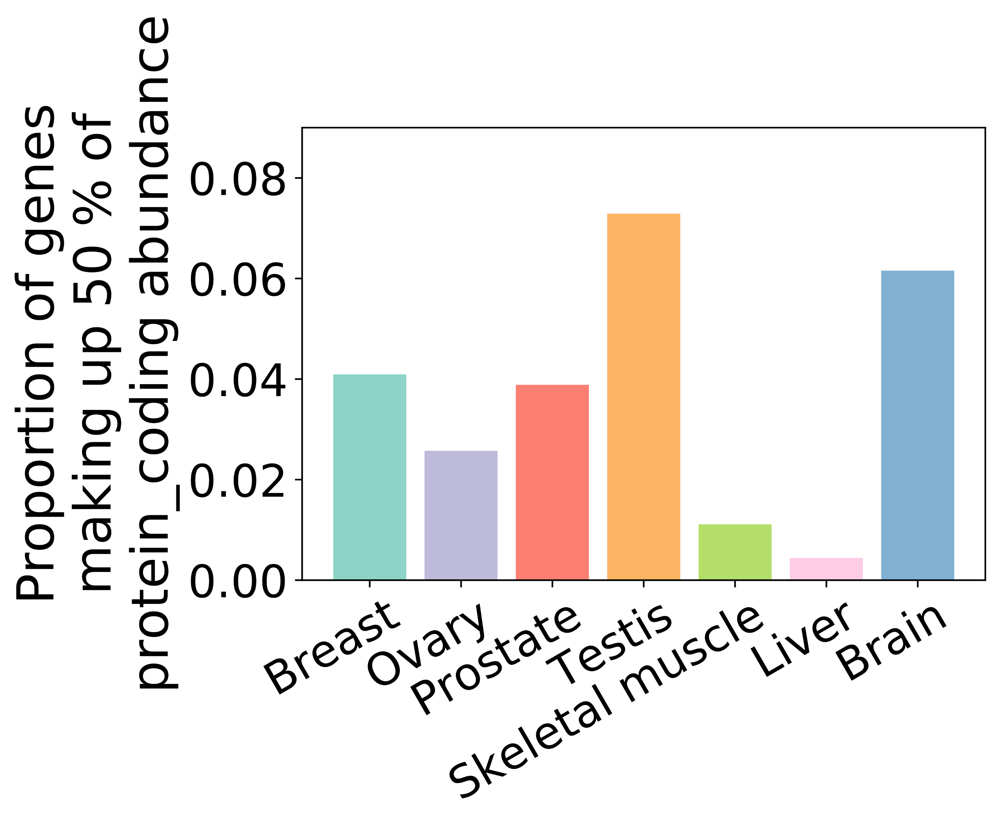 Proportion of genes
making up 50 % of
protein_coding abundance
0.08
0.06
0.04
0.02
0.00
Breast
Ovary
Prostate
Testis
Skeletal muscle
Liver
Brain